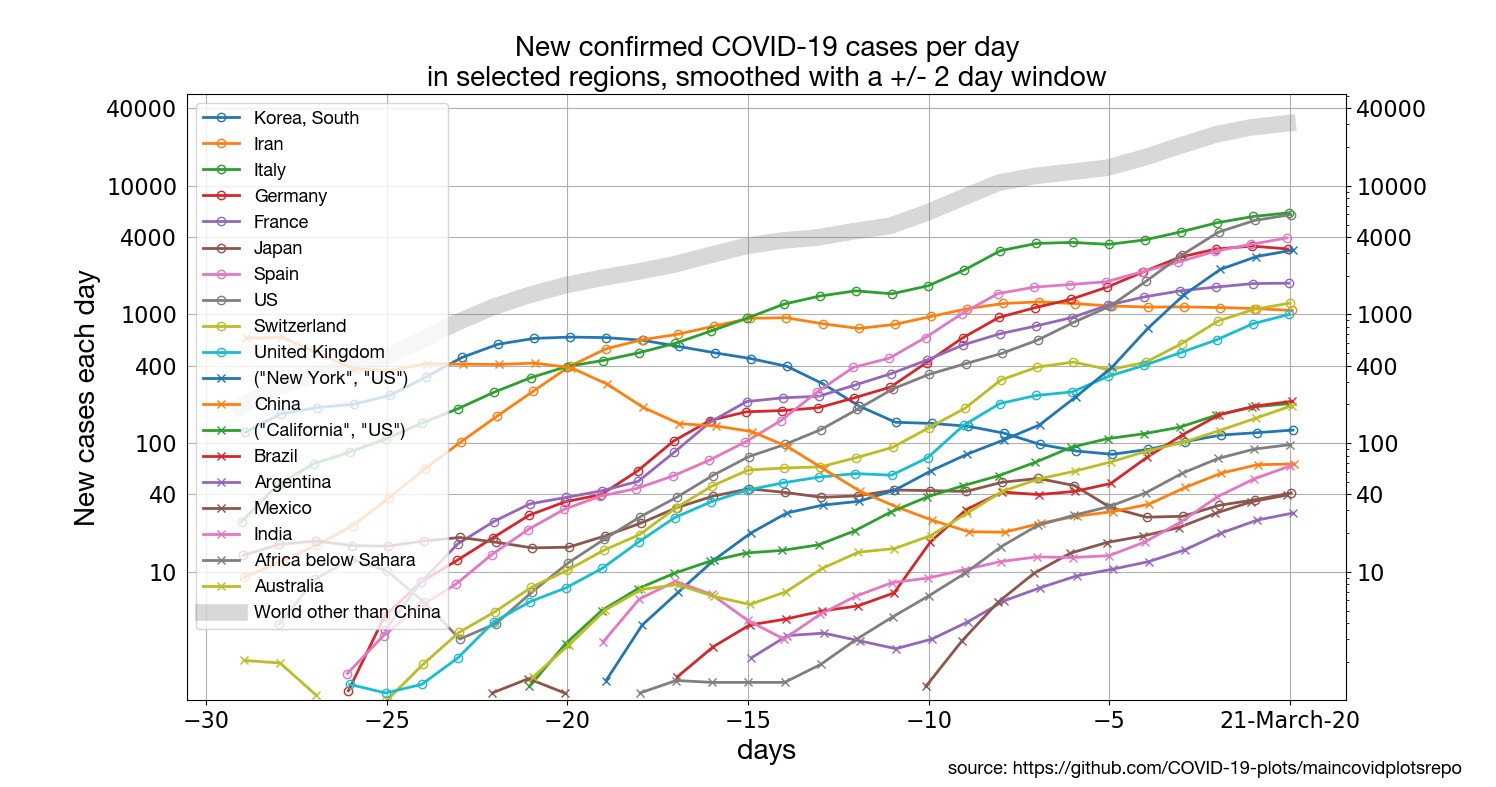 New confirmed COVID-19 cases per day
in selected regions, smoothed with a +/- 2 day window
New cases each day
40000
10000
4000
1000
400
100
40
10
Korea, South
Iran
Italy
Germany
France
Japan
Spain
US
Switzerland
United Kingdom
("New York", "US")
China
("California", "US")
Brazil
Argentina
Mexico
India
Africa below Sahara
Australia
World other than China
40000
10000
4000
1000
400
100
40
10
−30
−25
−20
−15
−10
−5
21-March-20
days
source: https://github.com/COVID-19-plots/maincovidplotsrepo